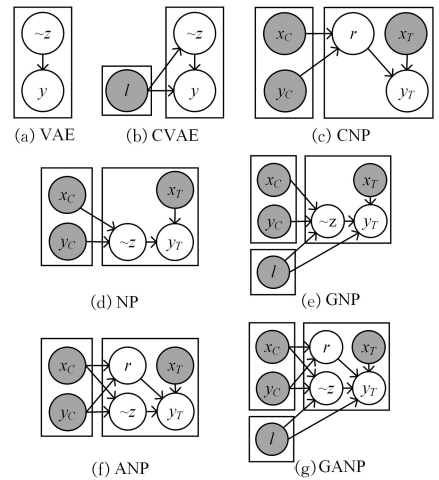 ~z
y
(a) VAE
~z
l
y
(b) CVAE
x_C
r
x_T
y_C
y_T
(c) CNP
x_C
x_T
y_C
~z
y_T
(d) NP
x_C
x_T
y_C
~z
y_T
l
(e) GNP
x_C
r
x_T
y_C
~z
y_T
(f) ANP
x_C
r
x_T
y_C
~z
y_T
l
(g) GANP